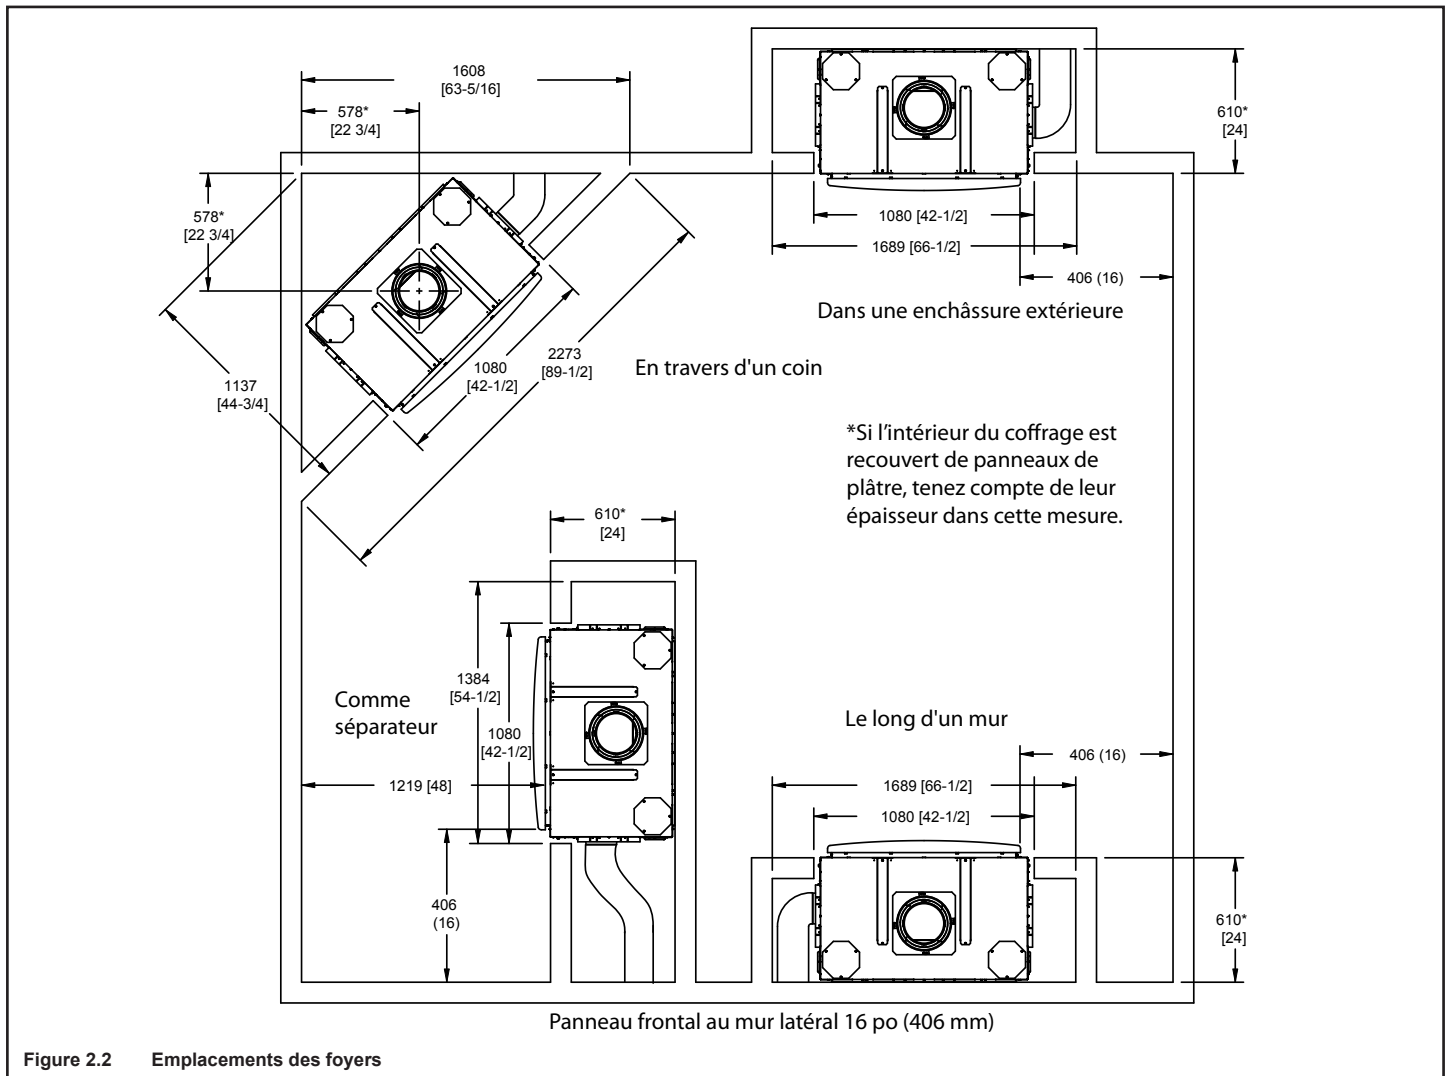 1608
[63-5/16]
578*
[22 3/4]
610*
[24]
578*
[22 3/4]
1080 [42-1/2]
1689 [66-1/2]
406 (16)
Dans une enchâssure extérieure
2273
[89-1/2]
1080
[42-1/2]
En travers d'un coin
1137
[44-3/4]
*Si l'intérieur du coffrage est
recouvert de panneaux de
plâtre, tenez compte de leur
épaisseur dans cette mesure.
610*
[24]
1384
[54-1/2]
Comme
séparateur
1080
[42-1/2]
Le long d'un mur
406 (16)
1219 [48]
1689 [66-1/2]
1080 [42-1/2]
406
(16)
610*
[24]
Panneau frontal au mur latéral 16 po (406 mm)
Figure 2.2 Emplacements des foyers